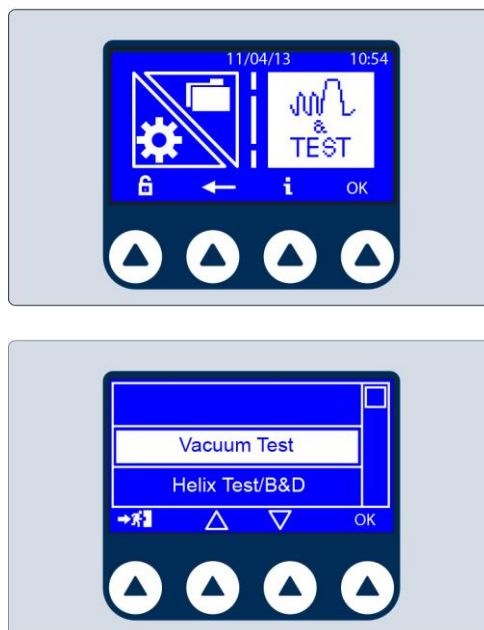 11/04/13 10:54
&
TEST
i OK
Vacuum Test
Helix Test/B&D
OK